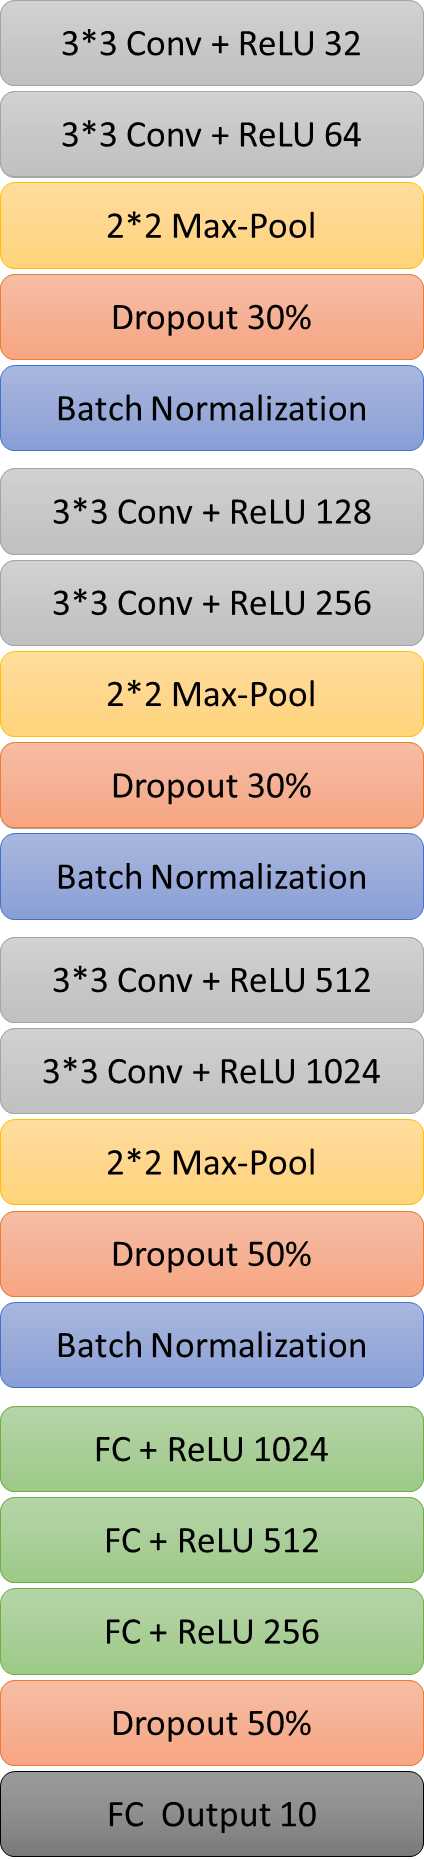 3*3 Conv + ReLU 32
3*3 Conv + ReLU 64
2*2 Max-Pool
Dropout 30%
Batch Normalization
3*3 Conv + ReLU 128
3*3 Conv + ReLU 256
2*2 Max-Pool
Dropout 30%
Batch Normalization
3*3 Conv + ReLU 512
3*3 Conv + ReLU 1024
2*2 Max-Pool
Dropout 50%
Batch Normalization
FC + ReLU 1024
FC + ReLU 512
FC + ReLU 256
Dropout 50%
FC  Output 10